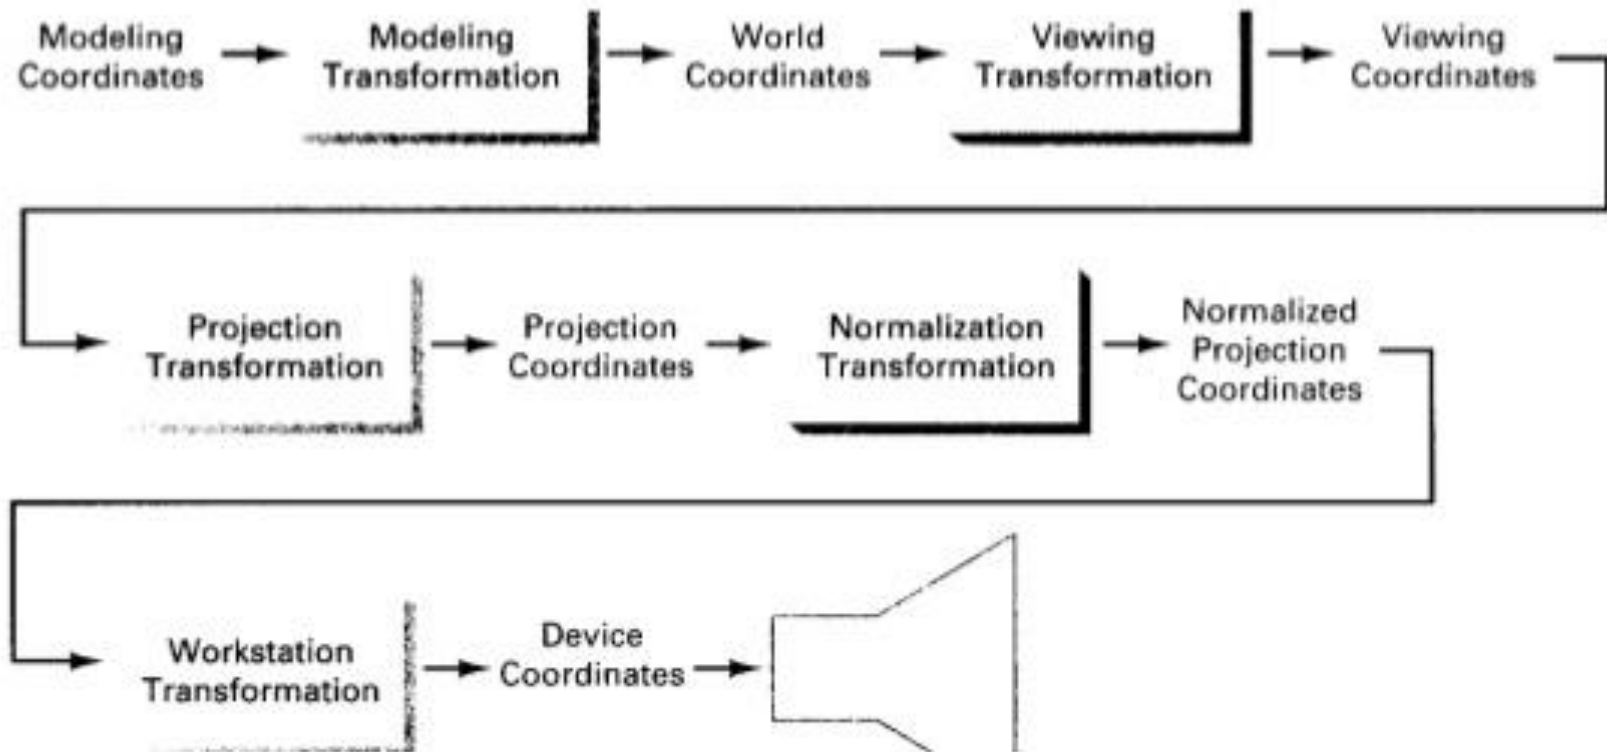 Modeling
Coordinates
Modeling
Transformation
World
Coordinates
Viewing
Transformation
Viewing
Coordinates
Projection
Transformation
Projection
Coordinates
Normalization
Transformation
Normalized
Projection
Coordinates
Workstation
Transformation
Device
Coordinates